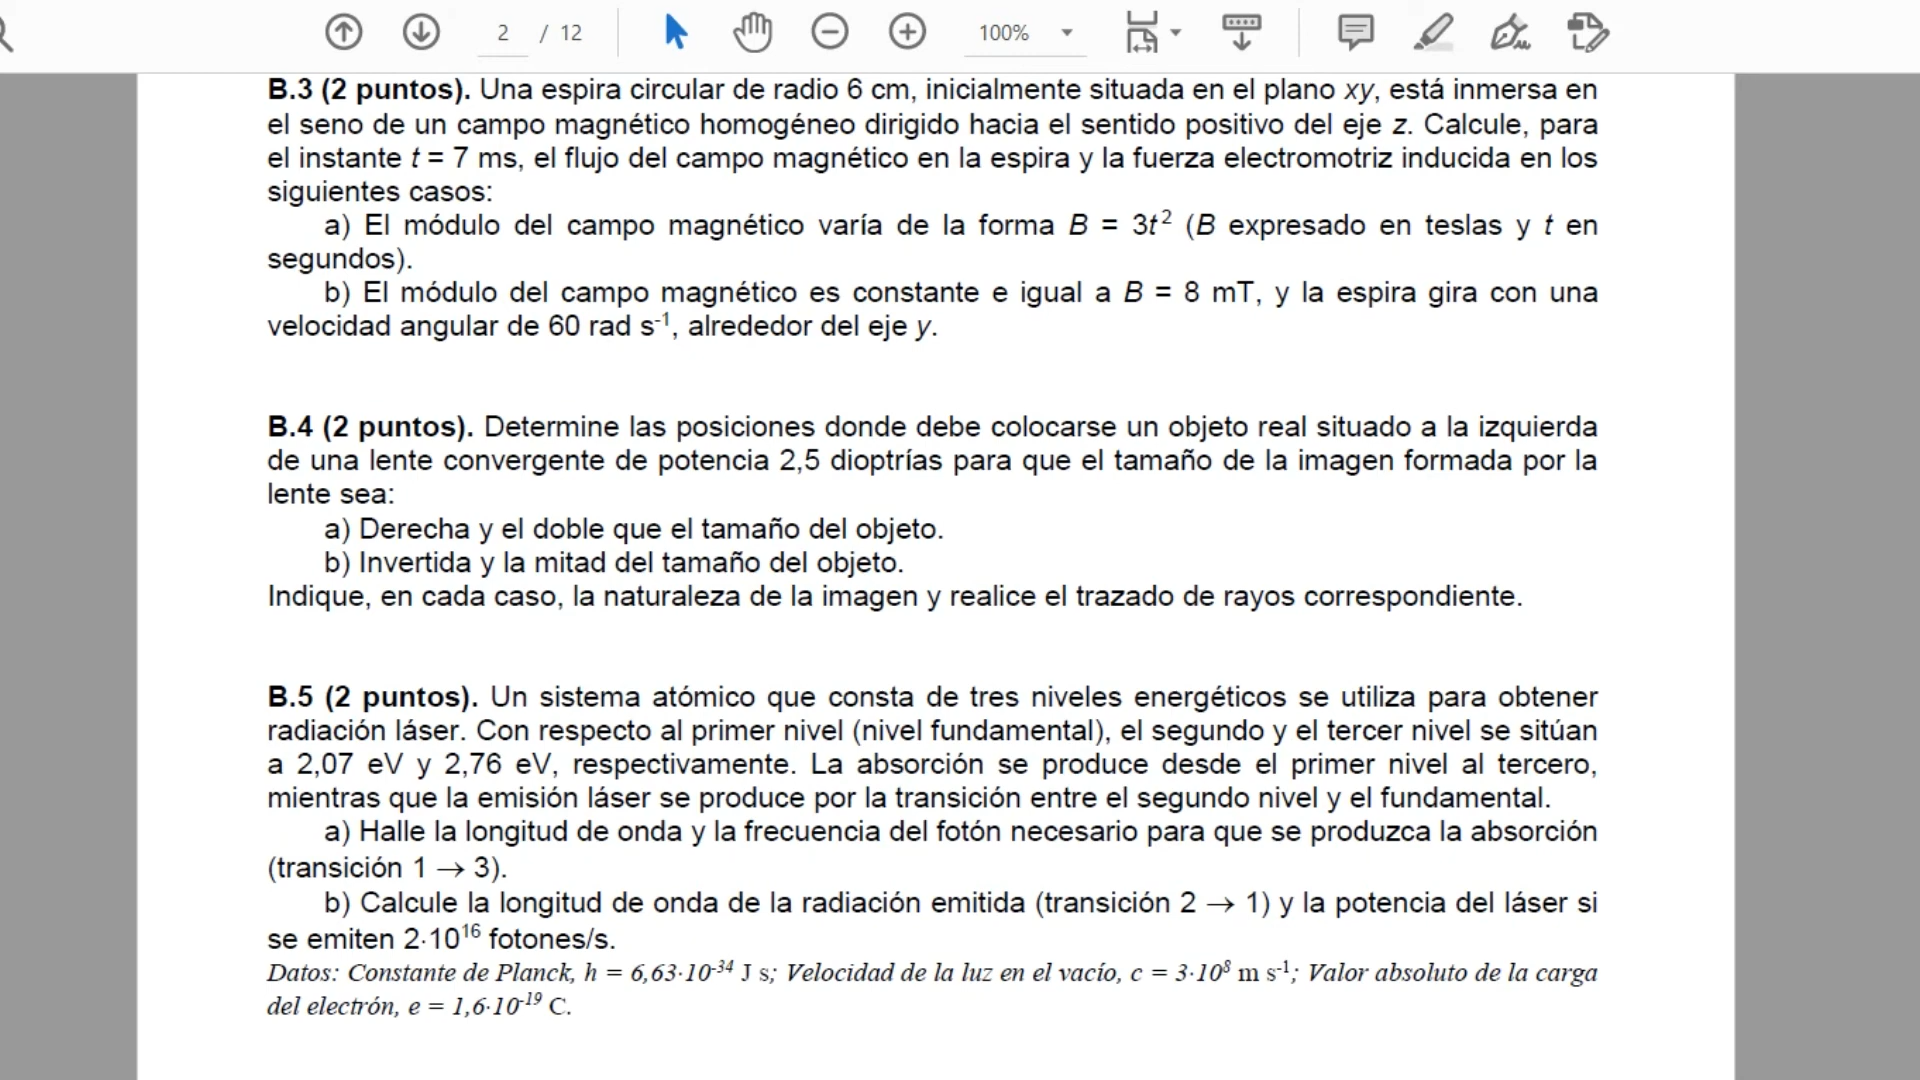 2 / 12 100%
B.3 (2 puntos). Una espira circular de radio 6 cm, inicialmente situada en el plano xy, está inmersa en
el seno de un campo magnético homogéneo dirigido hacia el sentido positivo del eje z. Calcule, para
el instante t = 7 ms, el flujo del campo magnético en la espira y la fuerza electromotriz inducida en los
siguientes casos:
a) El módulo del campo magnético varía de la forma B = 3t² (B expresado en teslas y t en
segundos).
b) El módulo del campo magnético es constante e igual a B = 8 mT, y la espira gira con una
velocidad angular de 60 rad s⁻¹, alrededor del eje y.
B.4 (2 puntos). Determine las posiciones donde debe colocarse un objeto real situado a la izquierda
de una lente convergente de potencia 2,5 dioptrías para que el tamaño de la imagen formada por la
lente sea:
a) Derecha y el doble que el tamaño del objeto.
b) Invertida y la mitad del tamaño del objeto.
Indique, en cada caso, la naturaleza de la imagen y realice el trazado de rayos correspondiente.
B.5 (2 puntos). Un sistema atómico que consta de tres niveles energéticos se utiliza para obtener
radiación láser. Con respecto al primer nivel (nivel fundamental), el segundo y el tercer nivel se sitúan
a 2,07 eV y 2,76 eV, respectivamente. La absorción se produce desde el primer nivel al tercero,
mientras que la emisión láser se produce por la transición entre el segundo nivel y el fundamental.
a) Halle la longitud de onda y la frecuencia del fotón necesario para que se produzca la absorción
(transición 1 → 3).
b) Calcule la longitud de onda de la radiación emitida (transición 2 → 1) y la potencia del láser si
se emiten 2·10¹⁶ fotones/s.
Datos: Constante de Planck, h = 6,63·10⁻³⁴ J s; Velocidad de la luz en el vacío, c = 3·10⁸ m s⁻¹; Valor absoluto de la carga
del electrón, e = 1,6·10⁻¹⁹ C.